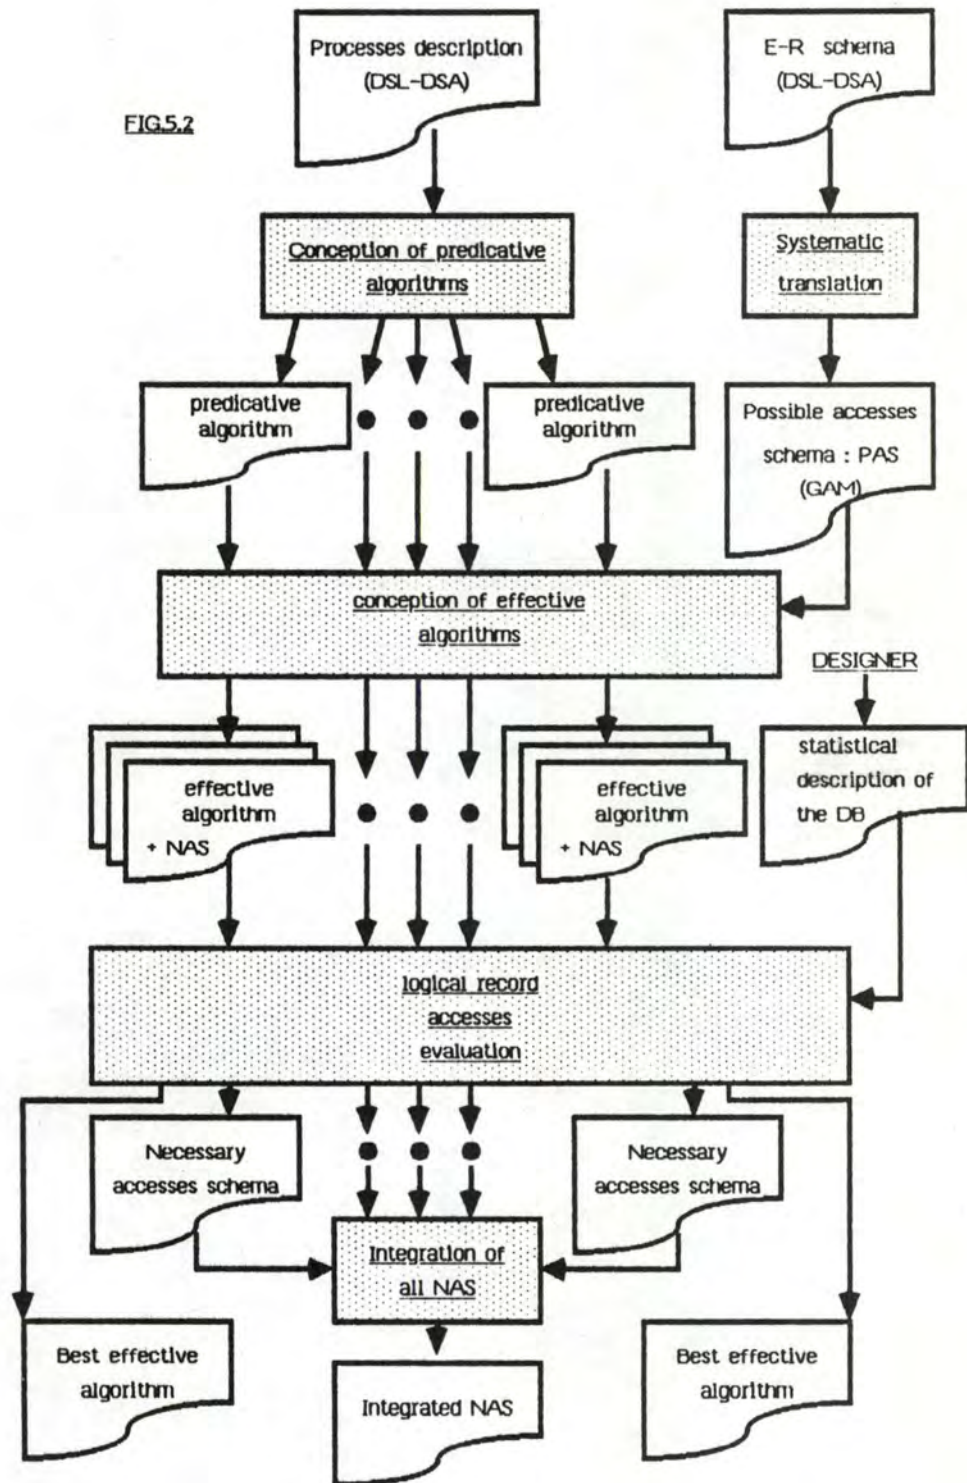 Processes description
(DSL-DSA)
E-R schema
(DSL-DSA)
FIG.5.2
Conception of predicative
algorithms
Systematic
translation
predicative
algorithm
predicative
algorithm
Possible accesses
schema : PAS
(GAM)
conception of effective
algorithms
DESIGNER
effective
algorithm
+ NAS
effective
algorithm
+ NAS
statistical
description of
the DB
logical record
accesses
evaluation
Necessary
accesses schema
Necessary
accesses schema
Integration of
all NAS
Best effective
algorithm
Integrated NAS
Best effective
algorithm